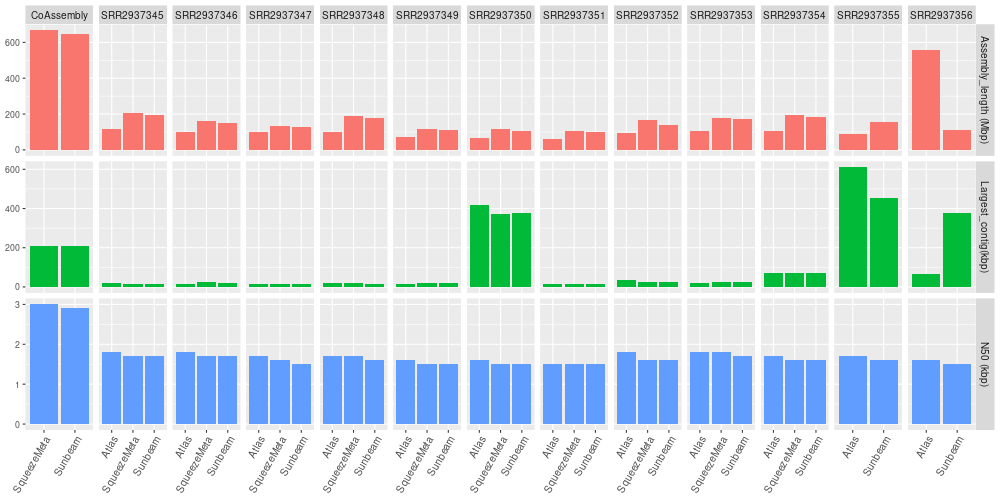 CoAssembly SRR2937345 SRR2937346 SRR2937347 SRR2937348 SRR2937349 SRR2937350 SRR2937351 SRR2937352 SRR2937353 SRR2937354 SRR2937355 SRR2937356
600
400
200
0
Assembly_length (Mbp)
600
400
200
0
Largest_contig(kbp)
3
2
1
0
N50 (kbp)
SqueezeMeta Sunbeam Atlas SqueezeMeta Sunbeam Atlas SqueezeMeta Sunbeam Atlas SqueezeMeta Sunbeam Atlas SqueezeMeta Sunbeam Atlas SqueezeMeta Sunbeam Atlas SqueezeMeta Sunbeam Atlas SqueezeMeta Sunbeam Atlas SqueezeMeta Sunbeam Atlas SqueezeMeta Sunbeam Atlas SqueezeMeta Sunbeam Atlas Sunbeam Atlas Sunbeam